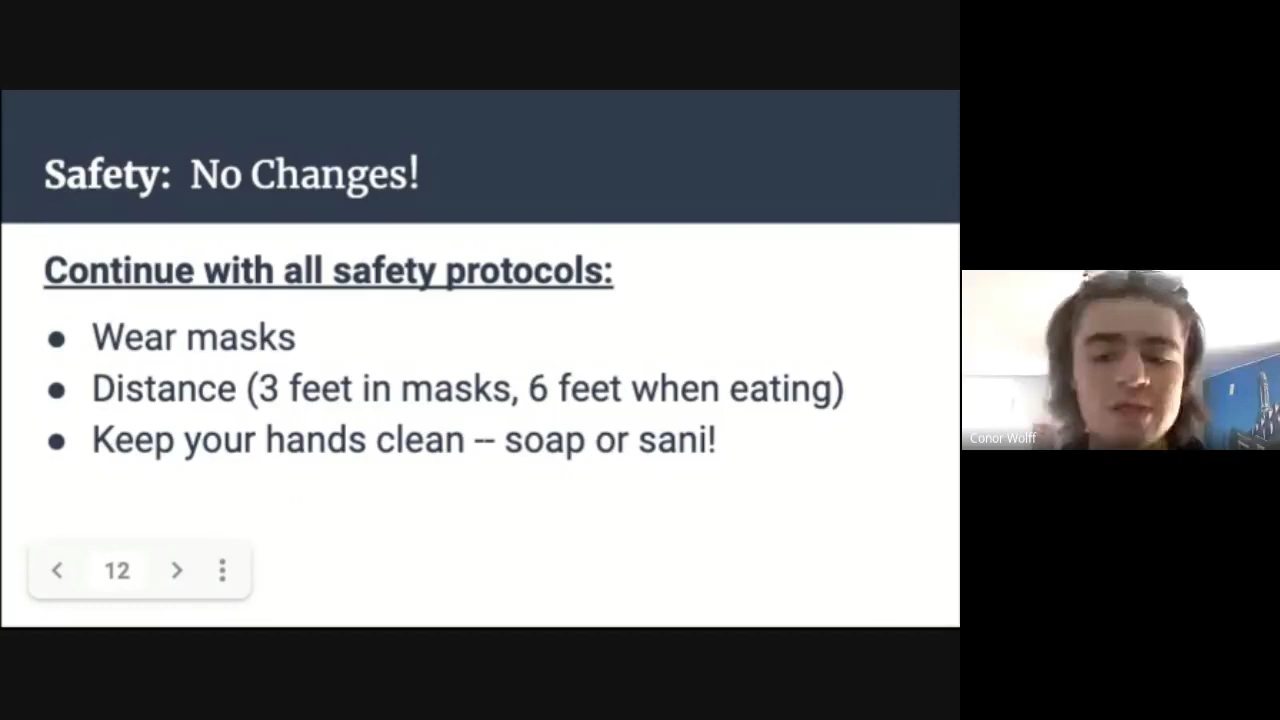 Safety: No Changes!
Continue with all safety protocols:
● Wear masks
● Distance (3 feet in masks, 6 feet when eating)
● Keep your hands clean -- soap or sani!
< 12 >
Conor Wolff